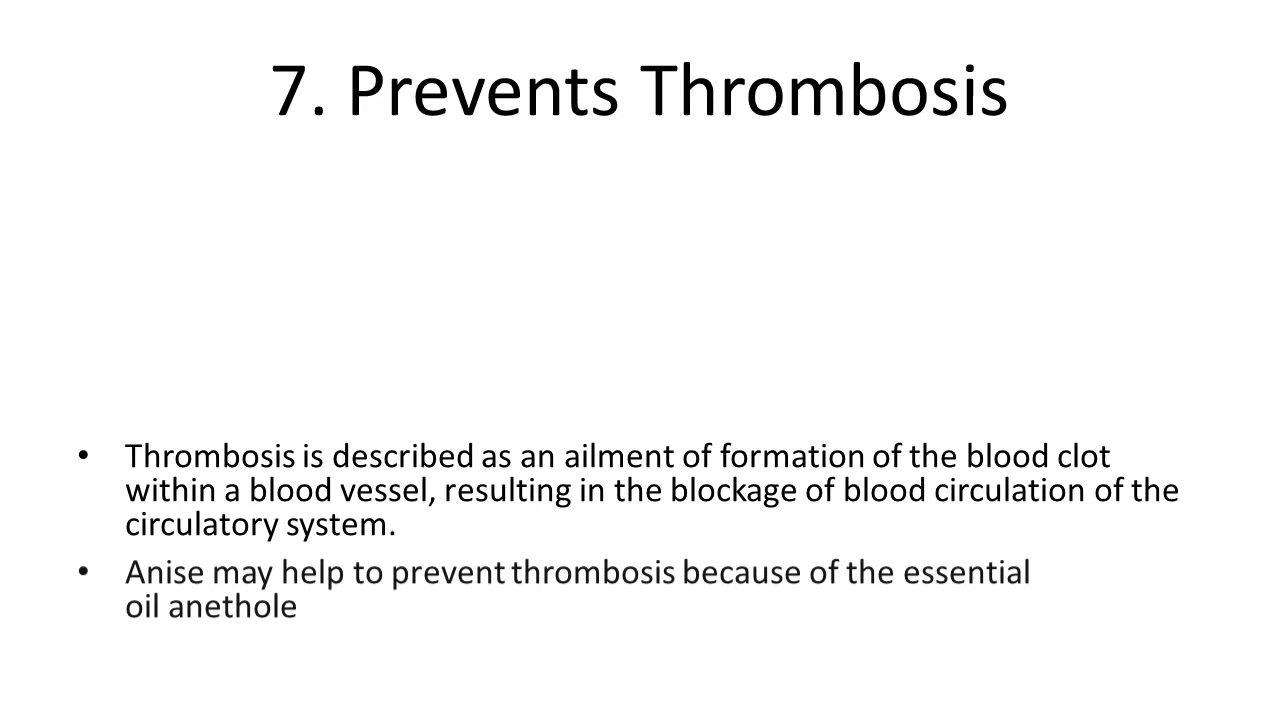 7. Prevents Thrombosis
• Thrombosis is described as an ailment of formation of the blood clot
within a blood vessel, resulting in the blockage of blood circulation of the
circulatory system.
• Anise may help to prevent thrombosis because of the essential
oil anethole